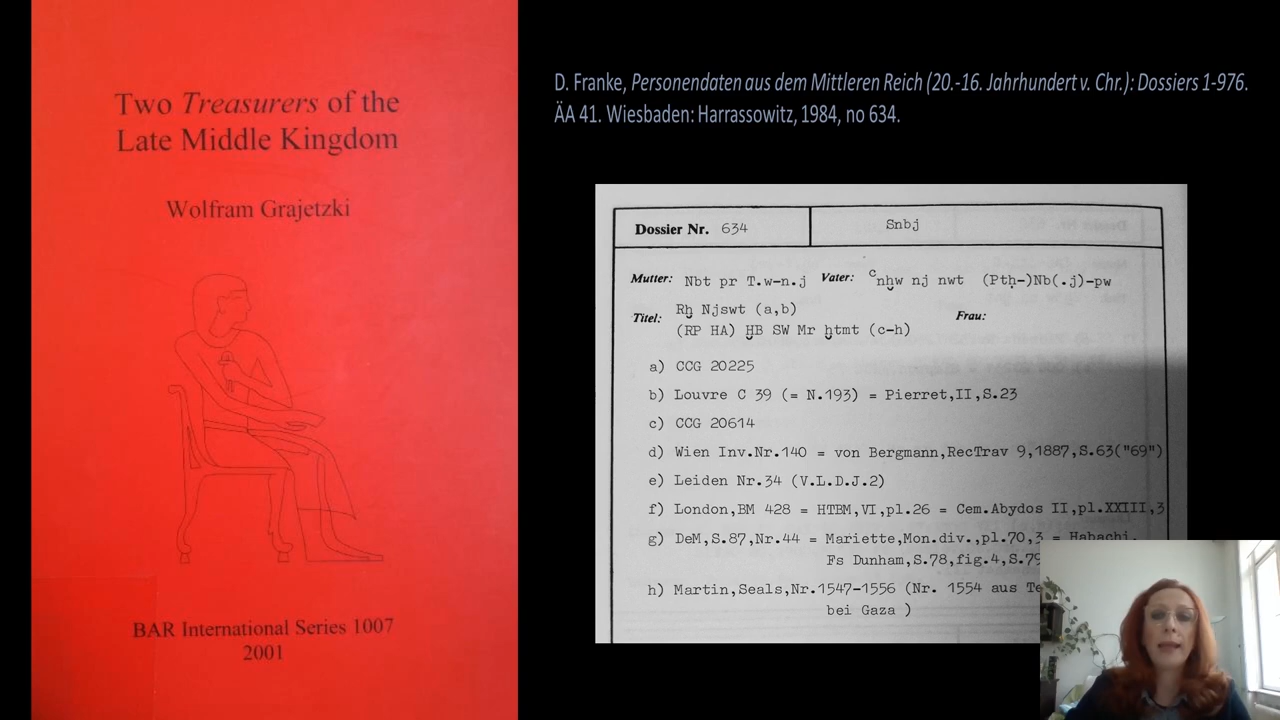 Two Treasurers of the
Late Middle Kingdom
Wolfram Grajetzki
BAR International Series 1007
2001
D. Franke, Personendaten aus dem Mittleren Reich (20.-16. Jahrhundert v. Chr.): Dossiers 1-976.
ÄA 41. Wiesbaden: Harrassowitz, 1984, no 634.
Dossier Nr. 634
Snbj
Mutter: Nbt pr T.w-n.j Vater: ꜥnḫw nj nwt (Ptḥ-)Nb(.j)-pw
Titel: Rḫ Njswt (a,b)
(RP HA) ḪB SW Mr ḫtmt (c-h)
Frau:
a) CCG 20225
b) Louvre C 39 (= N.193) = Pierret,II,S.23
c) CCG 20614
d) Wien Inv.Nr.140 = von Bergmann,RecTrav 9,1887,S.63("69")
e) Leiden Nr.34 (V.L.D.J.2)
f) London,BM 428 = HTBM,VI,pl.26 = Cem.Abydos II,pl.XXIII,3
g) DeM,S.87,Nr.44 = Mariette,Mon.div.,pl.70,3 = Habachi,
Fs Dunham,S.78,fig.4,S.79
h) Martin,Seals,Nr.1547-1556 (Nr. 1554 aus Te
bei Gaza )